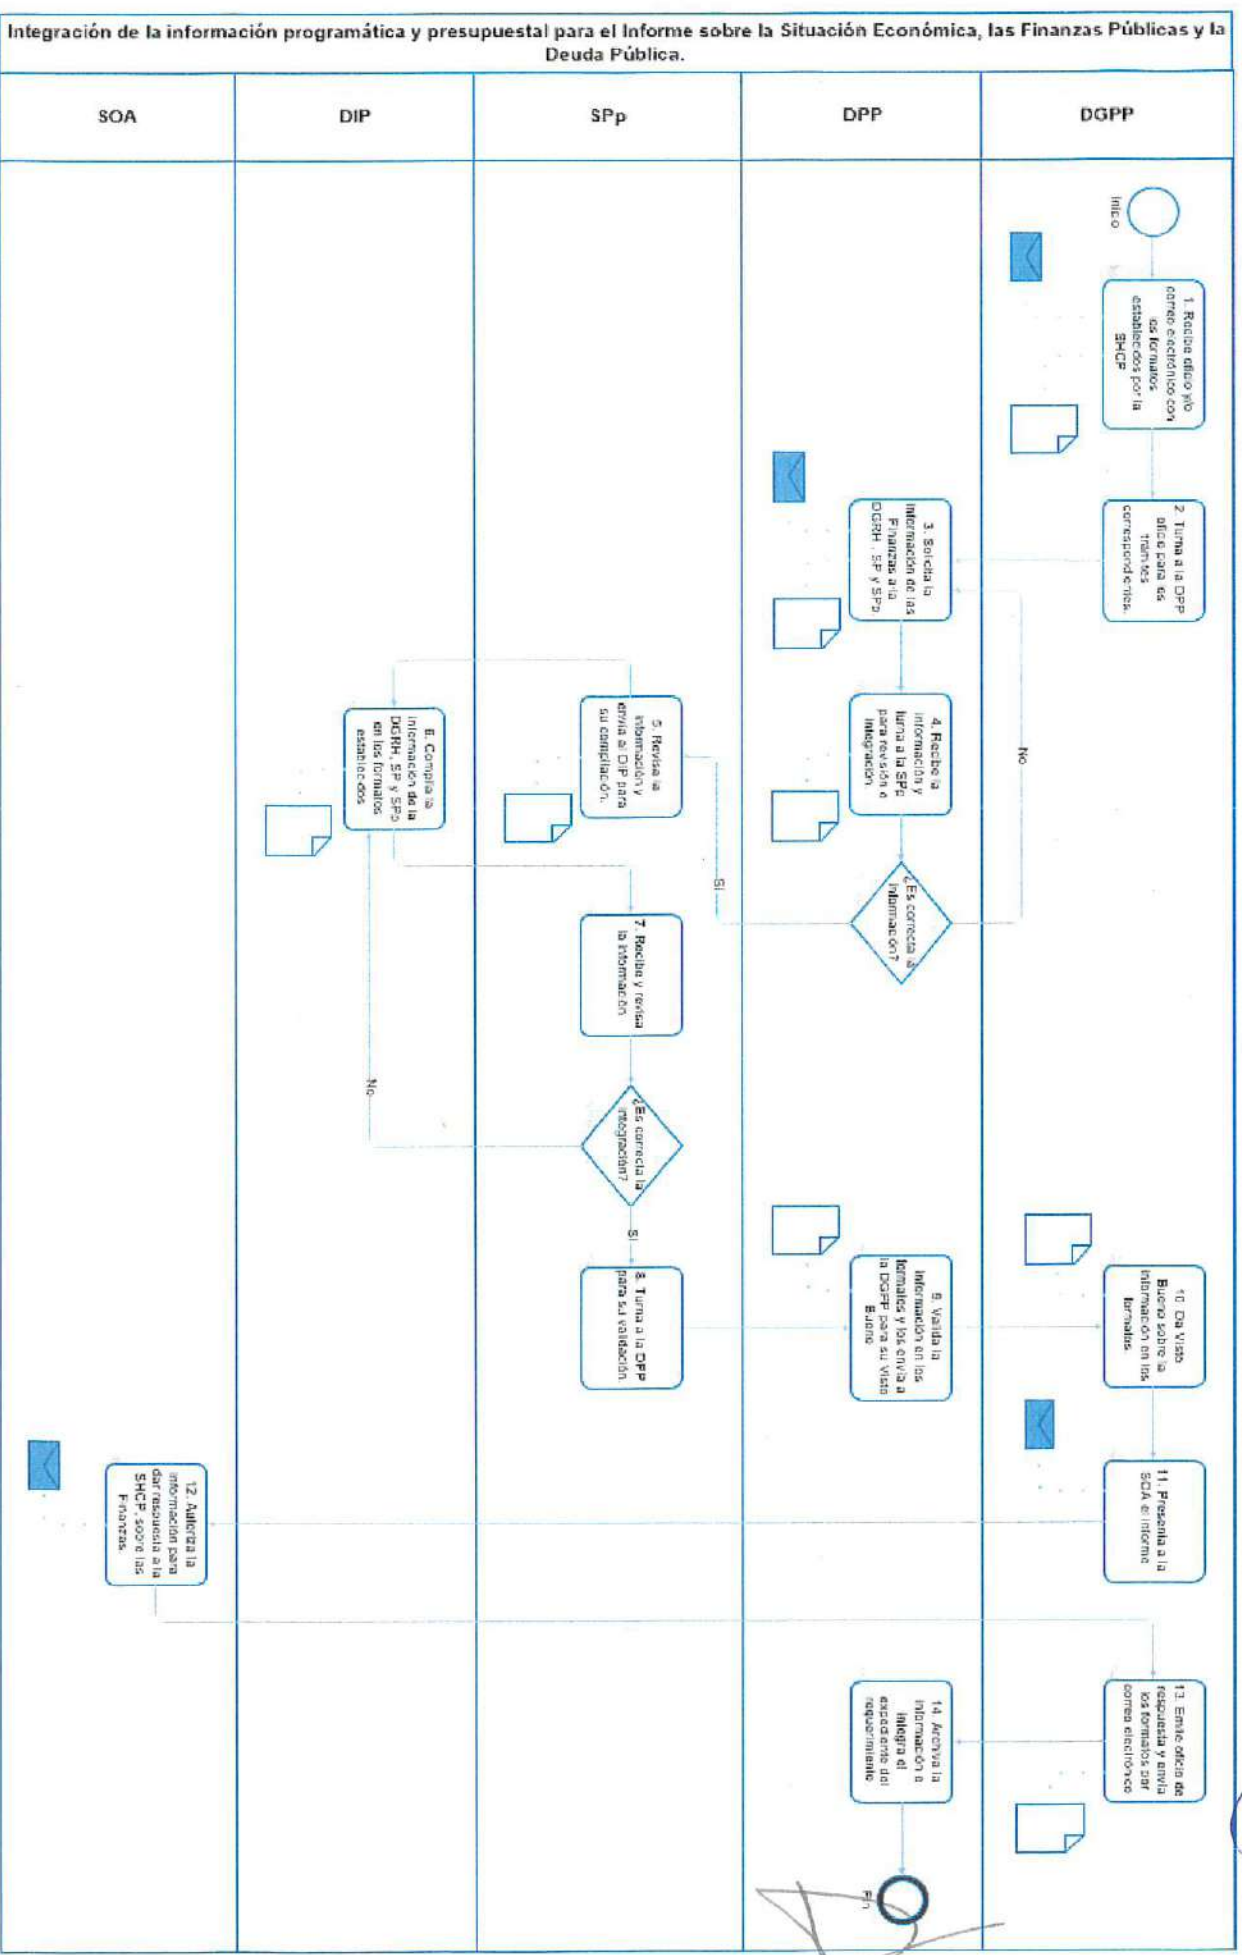 Integración de la información programática y presupuestal para el Informe sobre la Situación Económica, las Finanzas Públicas y la
Deuda Pública.
SOA
DIP
SPp
DPP
DGPP
Inicio
1. Recibe oficio y/o
correo electrónico con
los formatos
establecidos por la
SHCP
2. Turna a la DPP
oficio para los
trámites
correspondientes.
3. Solicita la
información de las
Finanzas a la
DGRH, SP y SPp
4. Recibe la
información y
turna a la SPp
para revisión e
integración
¿Es correcta la
información?
No
Si
5. Revisa la
información y
envía al DIP para
su compilación.
6. Compila la
información de la
DGRH, SP y SPp
en los formatos
establecidos
7. Recibe y revisa
la información
¿Es correcta la
integración?
No
Si
8. Turna a la DPP
para su validación
9. Valida la
información en los
formatos y los envía a
la DGPP para su Visto
Bueno
10. Da Visto
Bueno sobre la
información en los
formatos
11. Presenta a la
SOA el informe
12. Autoriza la
información para
dar respuesta a la
SHCP, sobre las
Finanzas.
13. Emite oficio de
respuesta y envía
los formatos por
correo electrónico
14. Archiva la
información e
integra el
expediente del
requerimiento
Fin